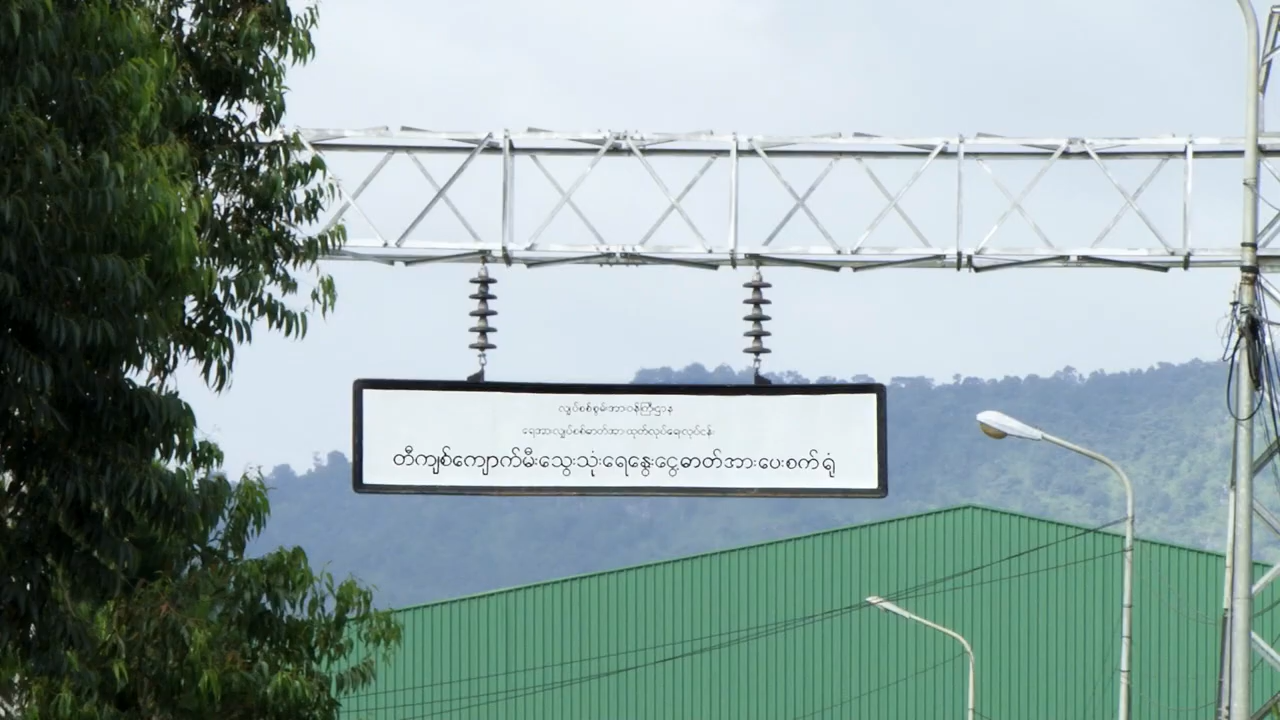 လျှပ်စစ်စွမ်းအားဝန်ကြီးဌာန
ရေအားလျှပ်စစ်ဓာတ်အားထုတ်လုပ်ရေးလုပ်ငန်း
တီကျစ်ကျောက်မီးသွေးသုံးရေနွေးငွေ့ဓာတ်အားပေးစက်ရုံ